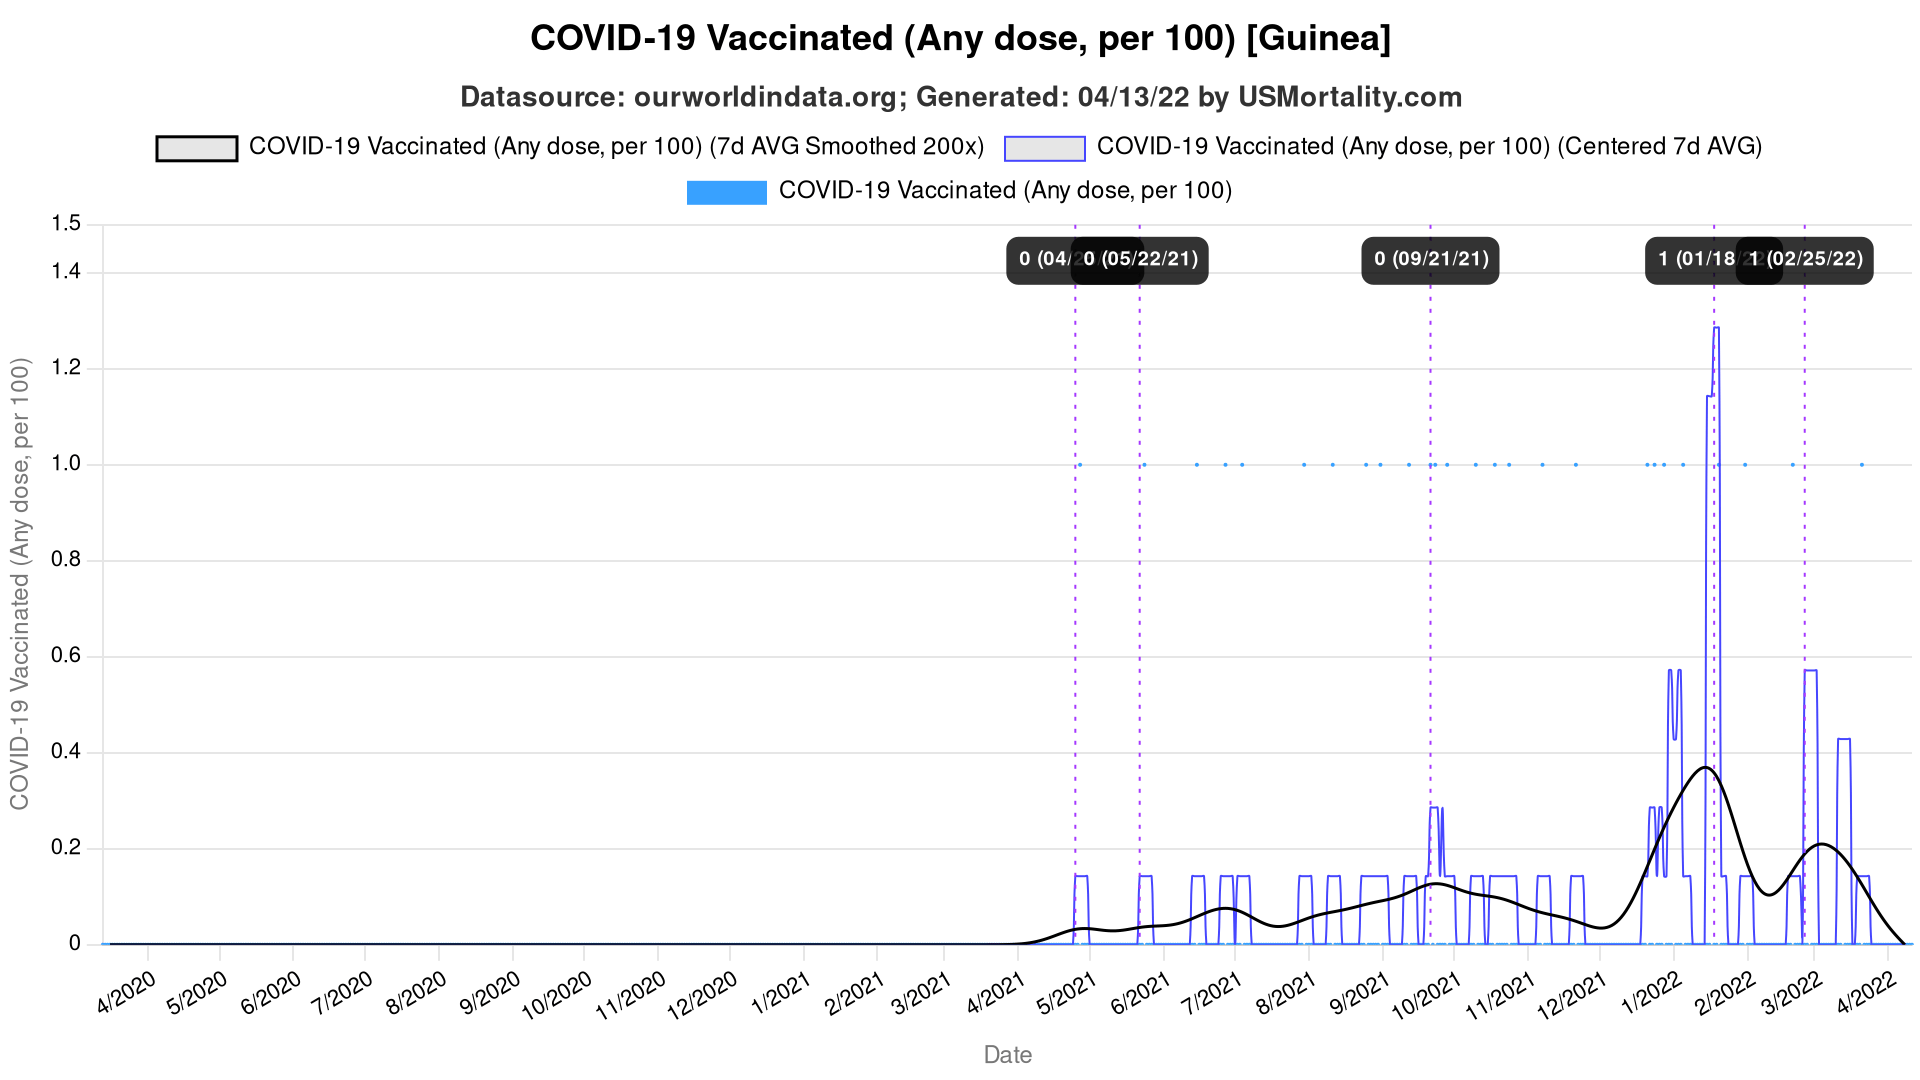 COVID-19 Vaccinated (Any dose, per 100) [Guinea]
Datasource: ourworldindata.org; Generated: 04/13/22 by USMortality.com
COVID-19 Vaccinated (Any dose, per 100) (7d AVG Smoothed 200x) COVID-19 Vaccinated (Any dose, per 100) (Centered 7d AVG)
COVID-19 Vaccinated (Any dose, per 100)
1.5
0 (04/ 0 (05/22/21) 0 (09/21/21) 1 (01/18 1 (02/25/22)
1.4
1.2
1.0
0.8
0.6
0.4
0.2
0
COVID-19 Vaccinated (Any dose, per 100)
4/2020 5/2020 6/2020 7/2020 8/2020 9/2020 10/2020 11/2020 12/2020 1/2021 2/2021 3/2021 4/2021 5/2021 6/2021 7/2021 8/2021 9/2021 10/2021 11/2021 12/2021 1/2022 2/2022 3/2022 4/2022
Date